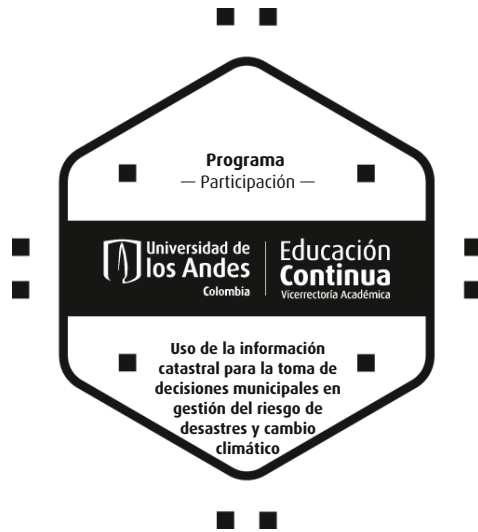 Programa
— Participación —
Universidad de
los Andes
Colombia
Educación
Continua
Vicerrectoría Académica
Uso de la información
catastral para la toma de
decisiones municipales en
gestión del riesgo de
desastres y cambio
climático